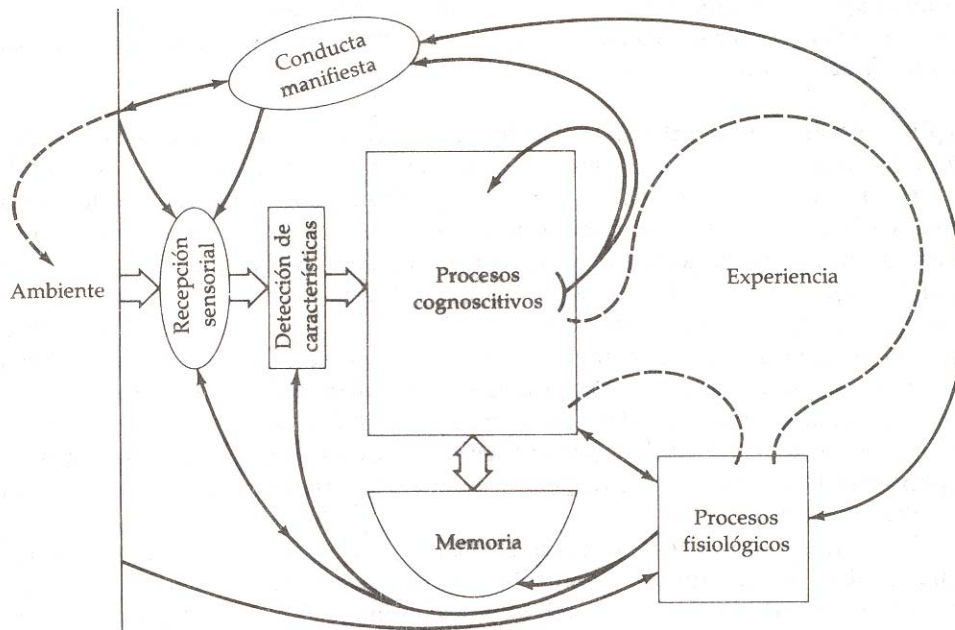 Conducta
manifiesta
Ambiente
Recepción
sensorial
Detección de
características
Procesos
cognoscitivos
Experiencia
Memoria
Procesos
fisiológicos